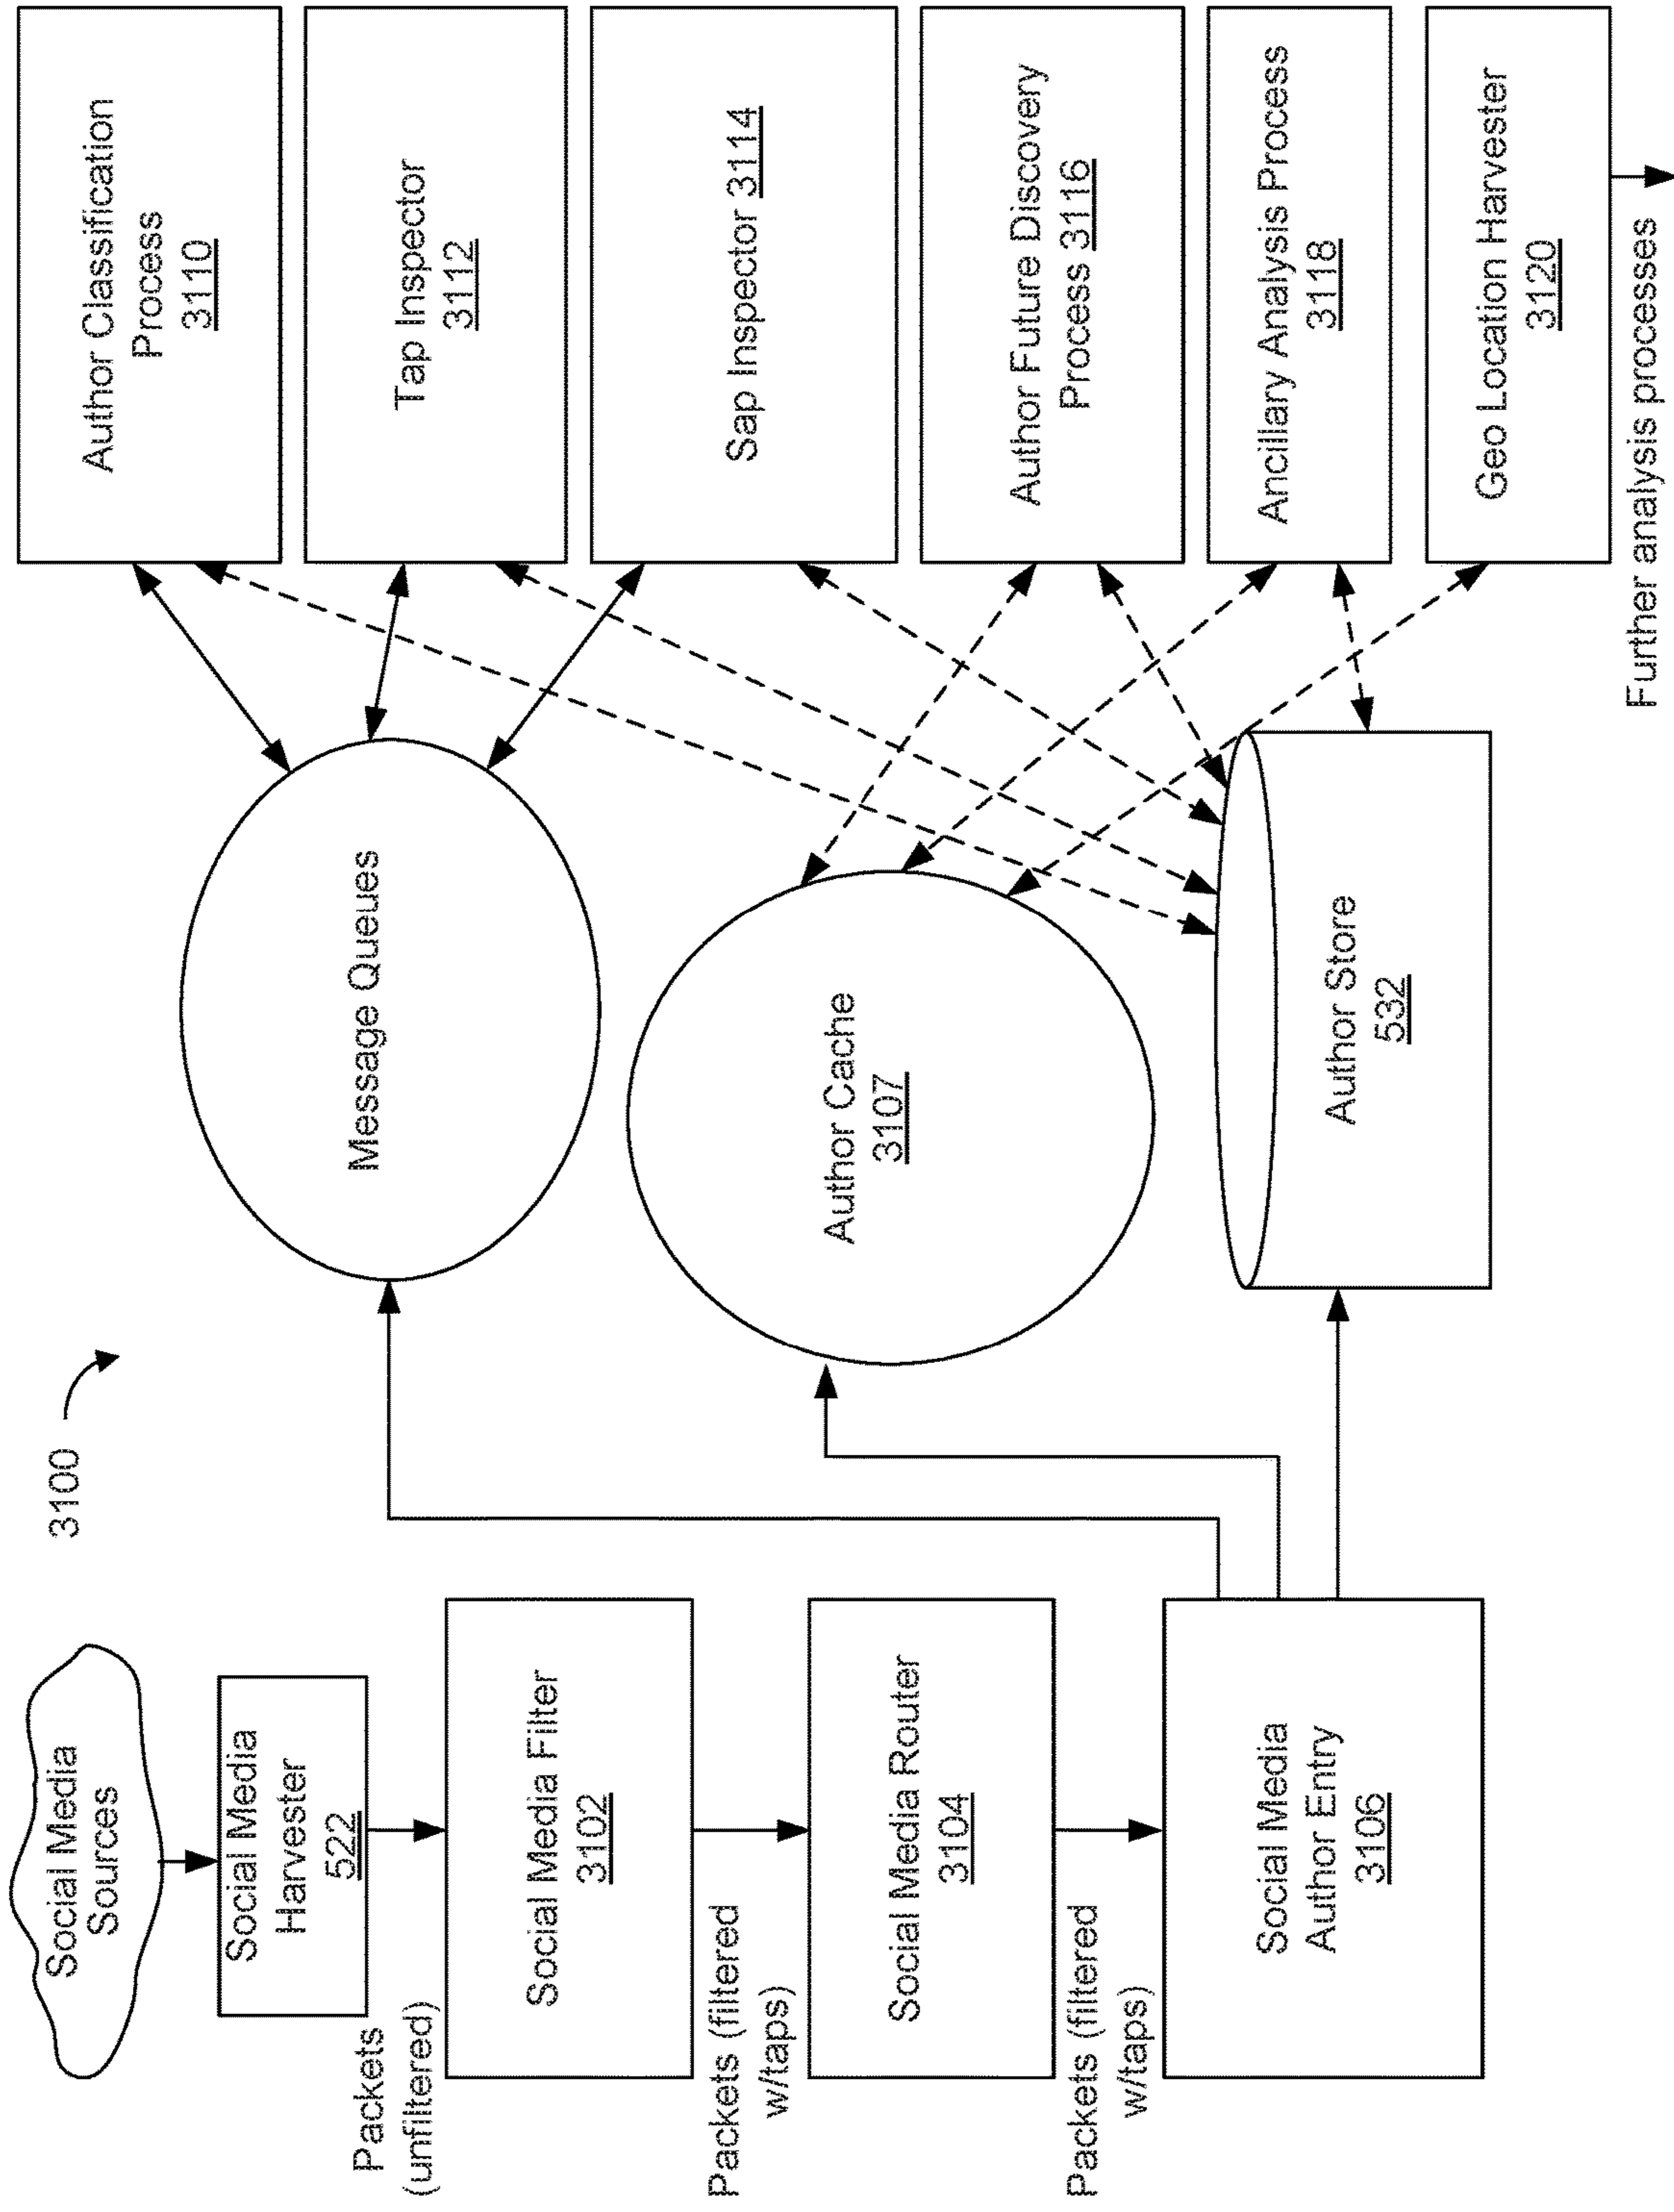 3100
Social Media
Sources
Social Media
Harvester
522
Packets
(unfiltered)
Social Media Filter
3102
Packets (filtered
w/taps)
Social Media Router
3104
Packets (filtered
w/taps)
Social Media
Author Entry
3106
Message Queues
Author Cache
3107
Author Store
532
Author Classification
Process
3110
Tap Inspector
3112
Sap Inspector 3114
Author Future Discovery
Process 3116
Ancillary Analysis Process
3118
Geo Location Harvester
3120
Further analysis processes